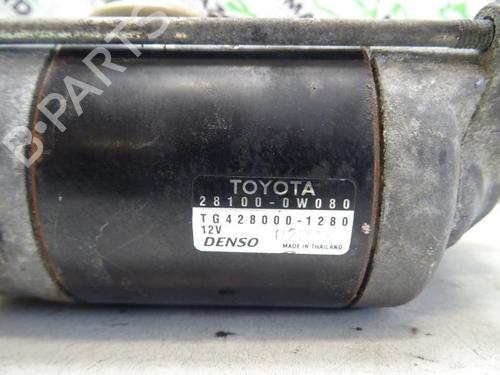 B-PARTS
TOYOTA
28100-0W080
TG428000-1280
12V
DENSO MADE IN THAILAND